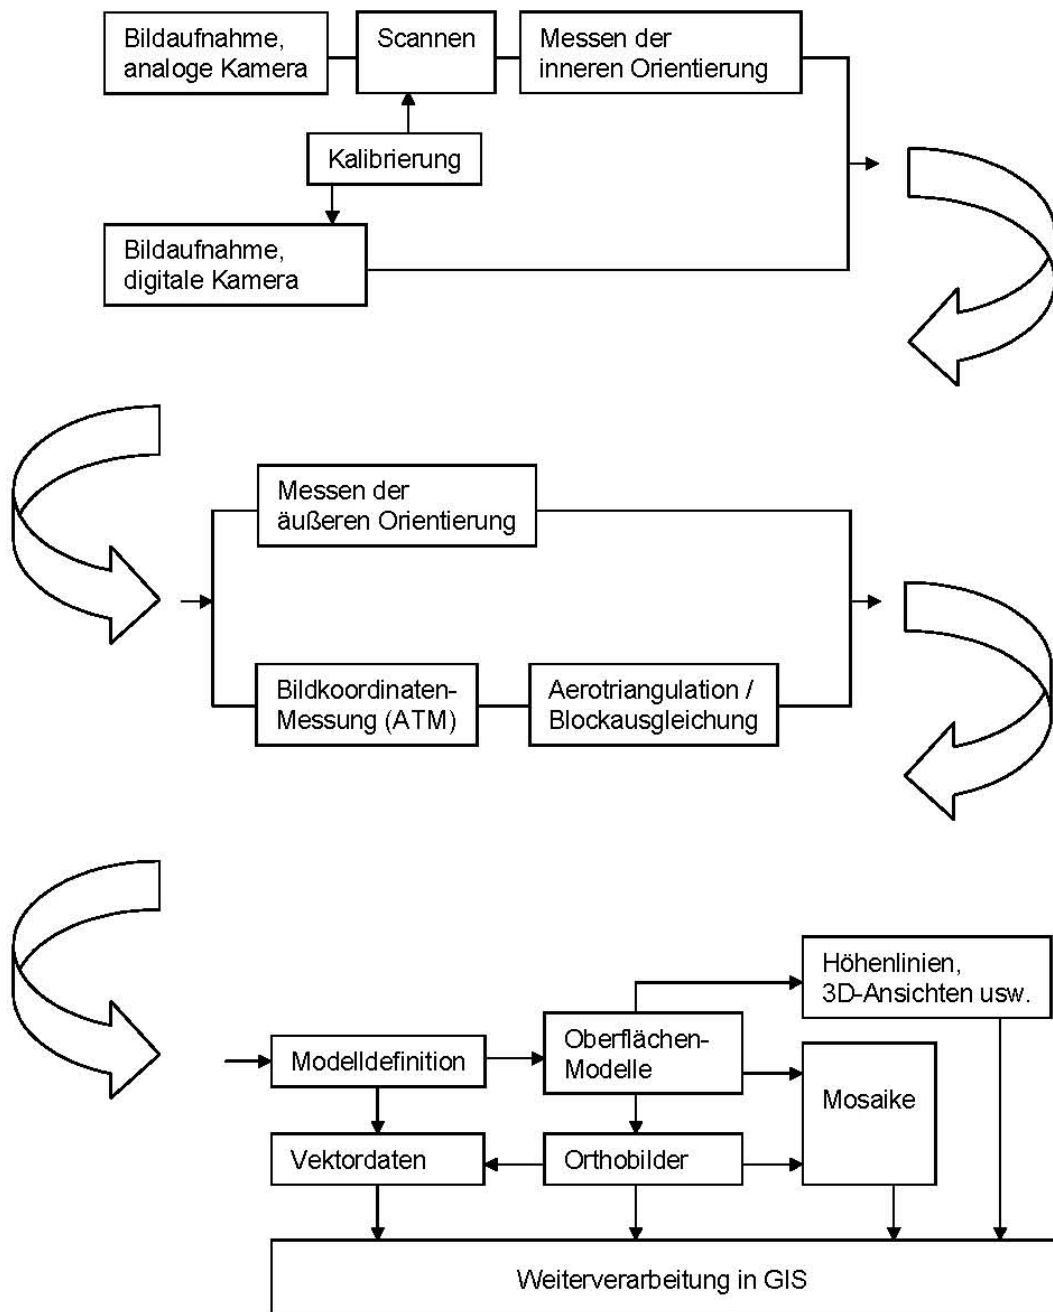 Bildaufnahme,
analoge Kamera
Scannen
Messen der
inneren Orientierung
Kalibrierung
Bildaufnahme,
digitale Kamera
Messen der
äußeren Orientierung
Bildkoordinaten-
Messung (ATM)
Aerotriangulation /
Blockausgleichung
Höhenlinien,
3D-Ansichten usw.
Modelldefinition
Oberflächen-
Modelle
Mosaike
Vektordaten
Orthobilder
Weiterverarbeitung in GIS